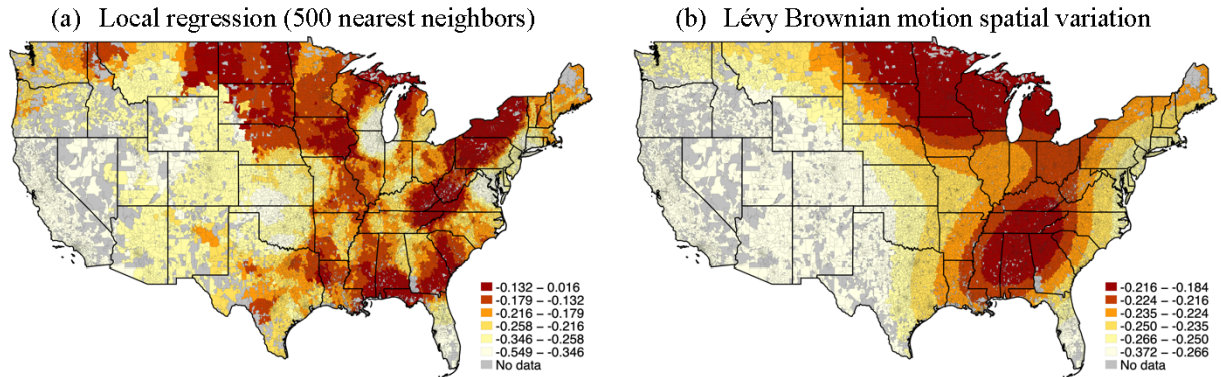 (a) Local regression (500 nearest neighbors)
(b) Lévy Brownian motion spatial variation
-0.132 – 0.016
-0.179 – -0.132
-0.216 – -0.179
-0.258 – -0.216
-0.346 – -0.258
-0.549 – -0.346
No data
-0.216 – -0.184
-0.224 – -0.216
-0.235 – -0.224
-0.250 – -0.235
-0.266 – -0.250
-0.372 – -0.266
No data